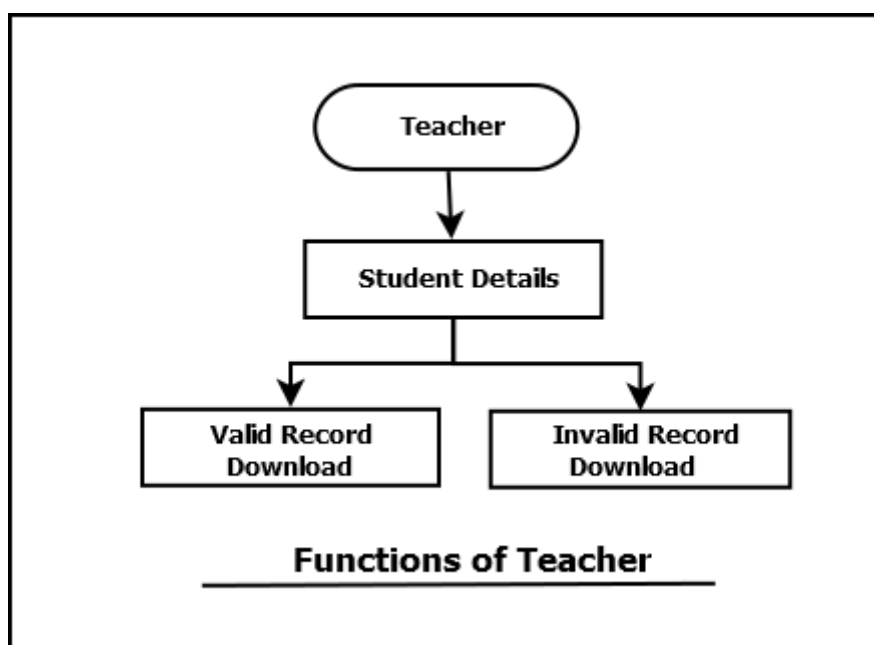 Teacher
Student Details
Valid Record
Download
Invalid Record
Download
Functions of Teacher